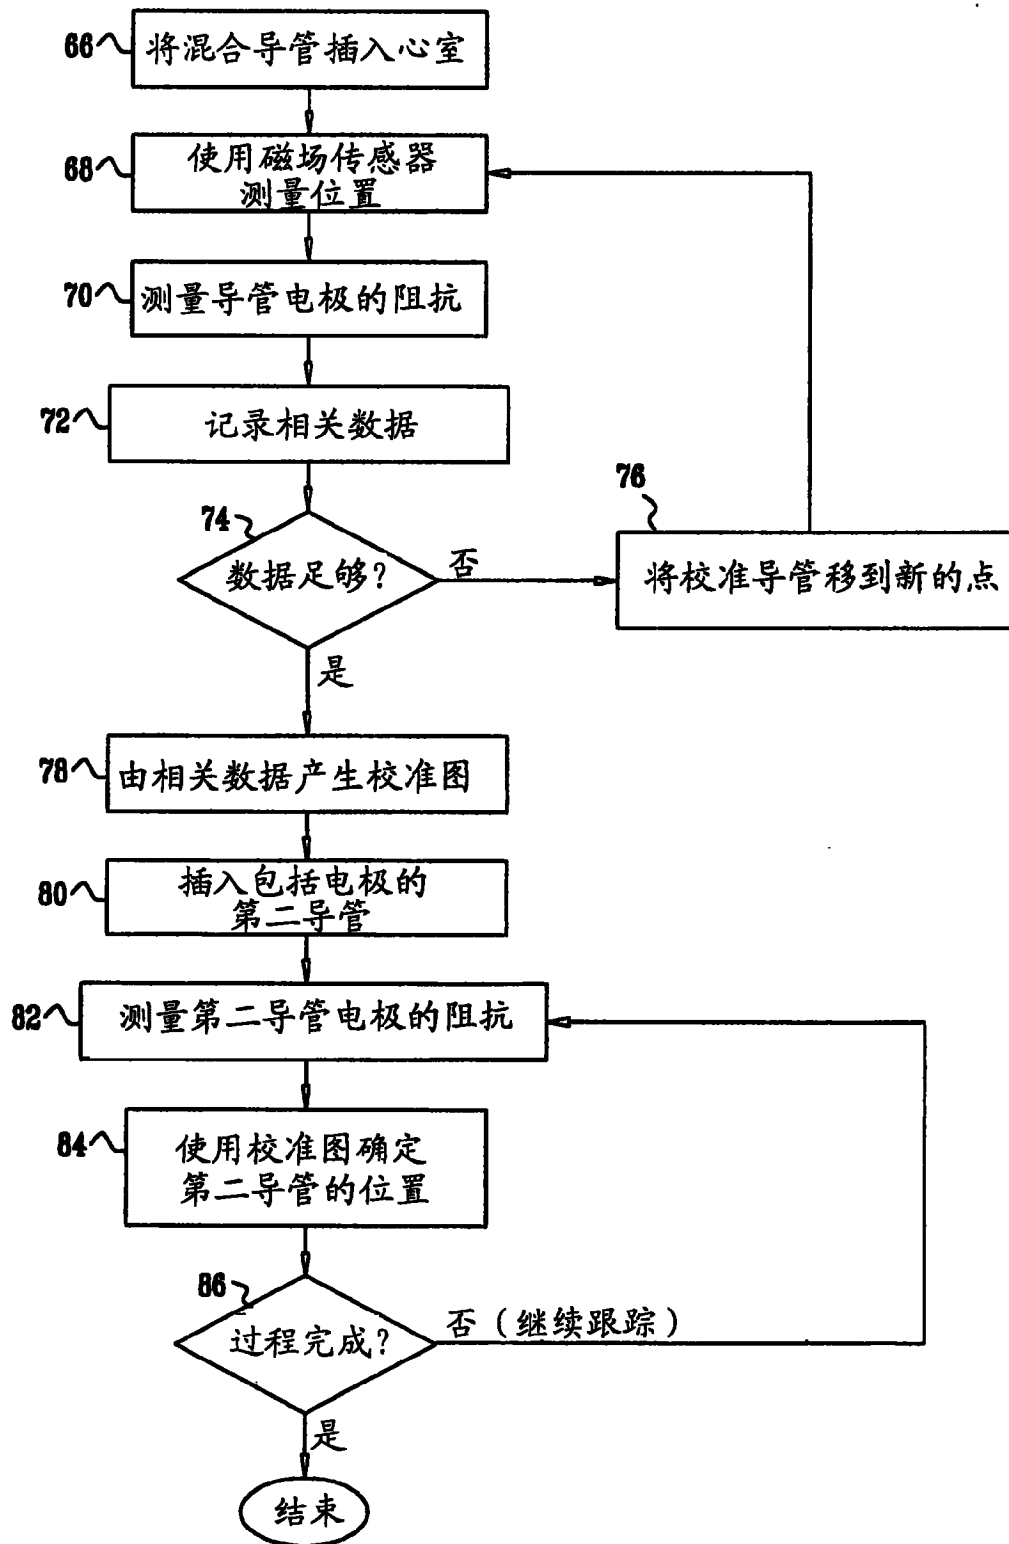 66
将混合导管插入心室
68
使用磁场传感器
测量位置
70
测量导管电极的阻抗
72
记录相关数据
74
数据足够?
否
76
将校准导管移到新的点
是
78
由相关数据产生校准图
80
插入包括电极的
第二导管
82
测量第二导管电极的阻抗
84
使用校准图确定
第二导管的位置
86
过程完成?
否(继续跟踪)
是
结束